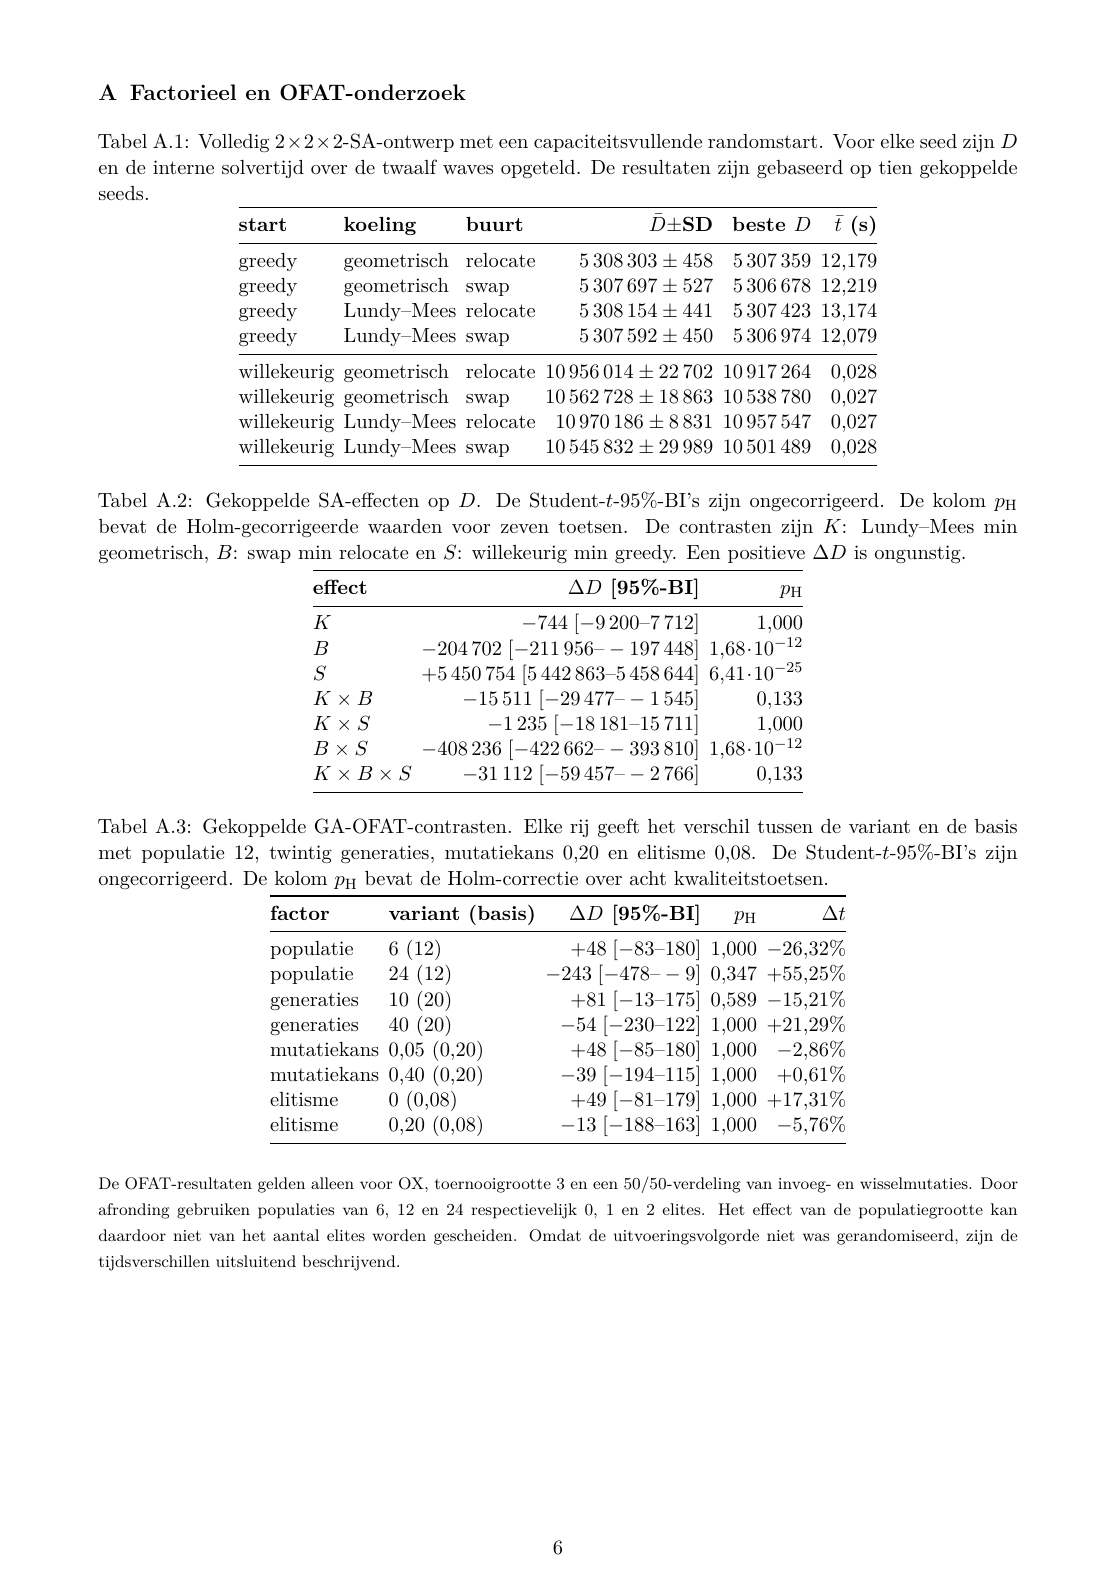 A Factorieel en OFAT-onderzoek
Tabel A.1: Volledig 2×2×2-SA-ontwerp met een capaciteitsvullende randomstart. Voor elke seed zijn D
en de interne solvertijd over de twaalf waves opgeteld. De resultaten zijn gebaseerd op tien gekoppelde
seeds.
start koeling buurt D̄±SD beste D t̄ (s)
greedy geometrisch relocate 5 308 303 ± 458 5 307 359 12,179
greedy geometrisch swap 5 307 697 ± 527 5 306 678 12,219
greedy Lundy–Mees relocate 5 308 154 ± 441 5 307 423 13,174
greedy Lundy–Mees swap 5 307 592 ± 450 5 306 974 12,079
willekeurig geometrisch relocate 10 956 014 ± 22 702 10 917 264 0,028
willekeurig geometrisch swap 10 562 728 ± 18 863 10 538 780 0,027
willekeurig Lundy–Mees relocate 10 970 186 ± 8 831 10 957 547 0,027
willekeurig Lundy–Mees swap 10 545 832 ± 29 989 10 501 489 0,028
Tabel A.2: Gekoppelde SA-effecten op D. De Student-t-95%-BI's zijn ongecorrigeerd. De kolom pH
bevat de Holm-gecorrigeerde waarden voor zeven toetsen. De contrasten zijn K: Lundy–Mees min
geometrisch, B: swap min relocate en S: willekeurig min greedy. Een positieve ΔD is ongunstig.
effect ΔD [95%-BI] pH
K −744 [−9 200–7 712] 1,000
B −204 702 [−211 956– − 197 448] 1,68·10⁻¹²
S +5 450 754 [5 442 863–5 458 644] 6,41·10⁻²⁵
K × B −15 511 [−29 477– − 1 545] 0,133
K × S −1 235 [−18 181–15 711] 1,000
B × S −408 236 [−422 662– − 393 810] 1,68·10⁻¹²
K × B × S −31 112 [−59 457– − 2 766] 0,133
Tabel A.3: Gekoppelde GA-OFAT-contrasten. Elke rij geeft het verschil tussen de variant en de basis
met populatie 12, twintig generaties, mutatiekans 0,20 en elitisme 0,08. De Student-t-95%-BI's zijn
ongecorrigeerd. De kolom pH bevat de Holm-correctie over acht kwaliteitstoetsen.
factor variant (basis) ΔD [95%-BI] pH Δt
populatie 6 (12) +48 [−83–180] 1,000 −26,32%
populatie 24 (12) −243 [−478– − 9] 0,347 +55,25%
generaties 10 (20) +81 [−13–175] 0,589 −15,21%
generaties 40 (20) −54 [−230–122] 1,000 +21,29%
mutatiekans 0,05 (0,20) +48 [−85–180] 1,000 −2,86%
mutatiekans 0,40 (0,20) −39 [−194–115] 1,000 +0,61%
elitisme 0 (0,08) +49 [−81–179] 1,000 +17,31%
elitisme 0,20 (0,08) −13 [−188–163] 1,000 −5,76%
De OFAT-resultaten gelden alleen voor OX, toernooigrootte 3 en een 50/50-verdeling van invoeg- en wisselmutaties. Door
afronding gebruiken populaties van 6, 12 en 24 respectievelijk 0, 1 en 2 elites. Het effect van de populatiegrootte kan
daardoor niet van het aantal elites worden gescheiden. Omdat de uitvoeringsvolgorde niet was gerandomiseerd, zijn de
tijdsverschillen uitsluitend beschrijvend.
6